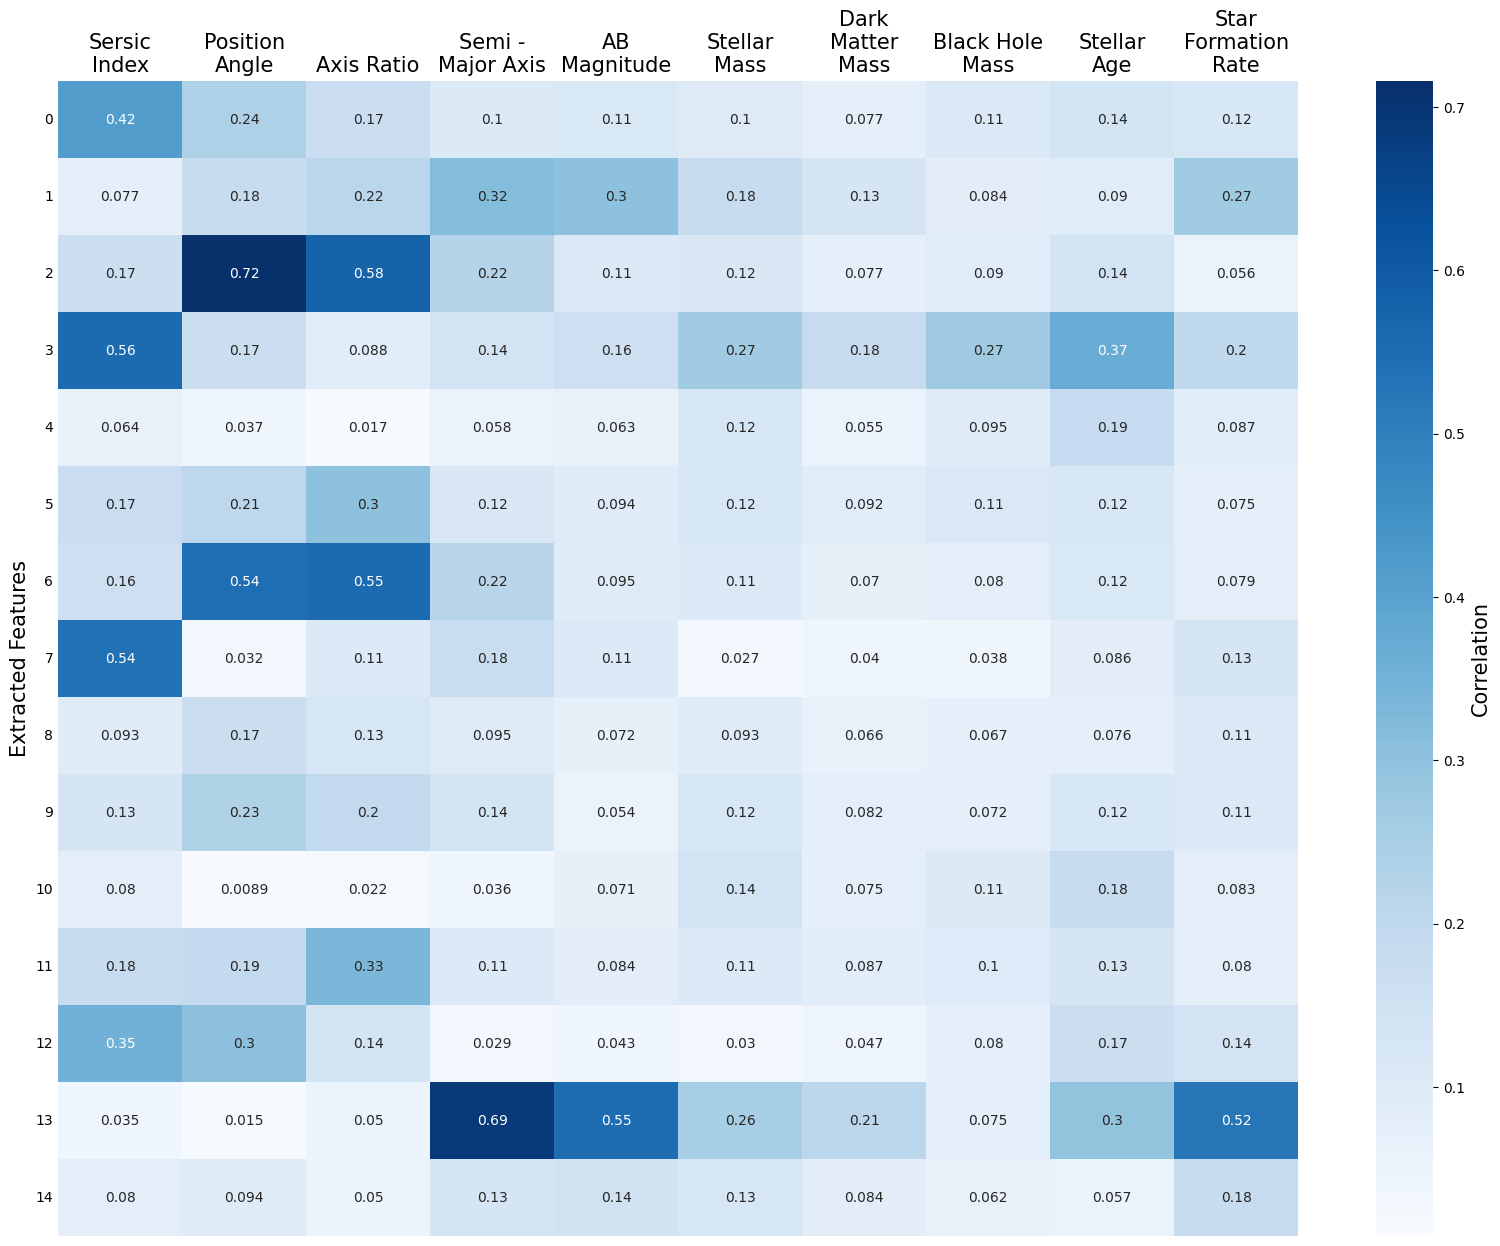 Sersic
Index
Position
Angle
Axis Ratio
Semi -
Major Axis
AB
Magnitude
Stellar
Mass
Dark
Matter
Mass
Black Hole
Mass
Stellar
Age
Star
Formation
Rate
0 0.42 0.24 0.17 0.1 0.11 0.1 0.077 0.11 0.14 0.12
1 0.077 0.18 0.22 0.32 0.3 0.18 0.13 0.084 0.09 0.27
2 0.17 0.72 0.58 0.22 0.11 0.12 0.077 0.09 0.14 0.056
3 0.56 0.17 0.088 0.14 0.16 0.27 0.18 0.27 0.37 0.2
4 0.064 0.037 0.017 0.058 0.063 0.12 0.055 0.095 0.19 0.087
5 0.17 0.21 0.3 0.12 0.094 0.12 0.092 0.11 0.12 0.075
6 0.16 0.54 0.55 0.22 0.095 0.11 0.07 0.08 0.12 0.079
7 0.54 0.032 0.11 0.18 0.11 0.027 0.04 0.038 0.086 0.13
8 0.093 0.17 0.13 0.095 0.072 0.093 0.066 0.067 0.076 0.11
9 0.13 0.23 0.2 0.14 0.054 0.12 0.082 0.072 0.12 0.11
10 0.08 0.0089 0.022 0.036 0.071 0.14 0.075 0.11 0.18 0.083
11 0.18 0.19 0.33 0.11 0.084 0.11 0.087 0.1 0.13 0.08
12 0.35 0.3 0.14 0.029 0.043 0.03 0.047 0.08 0.17 0.14
13 0.035 0.015 0.05 0.69 0.55 0.26 0.21 0.075 0.3 0.52
14 0.08 0.094 0.05 0.13 0.14 0.13 0.084 0.062 0.057 0.18
Extracted Features
0.7
0.6
0.5
0.4
0.3
0.2
0.1
Correlation